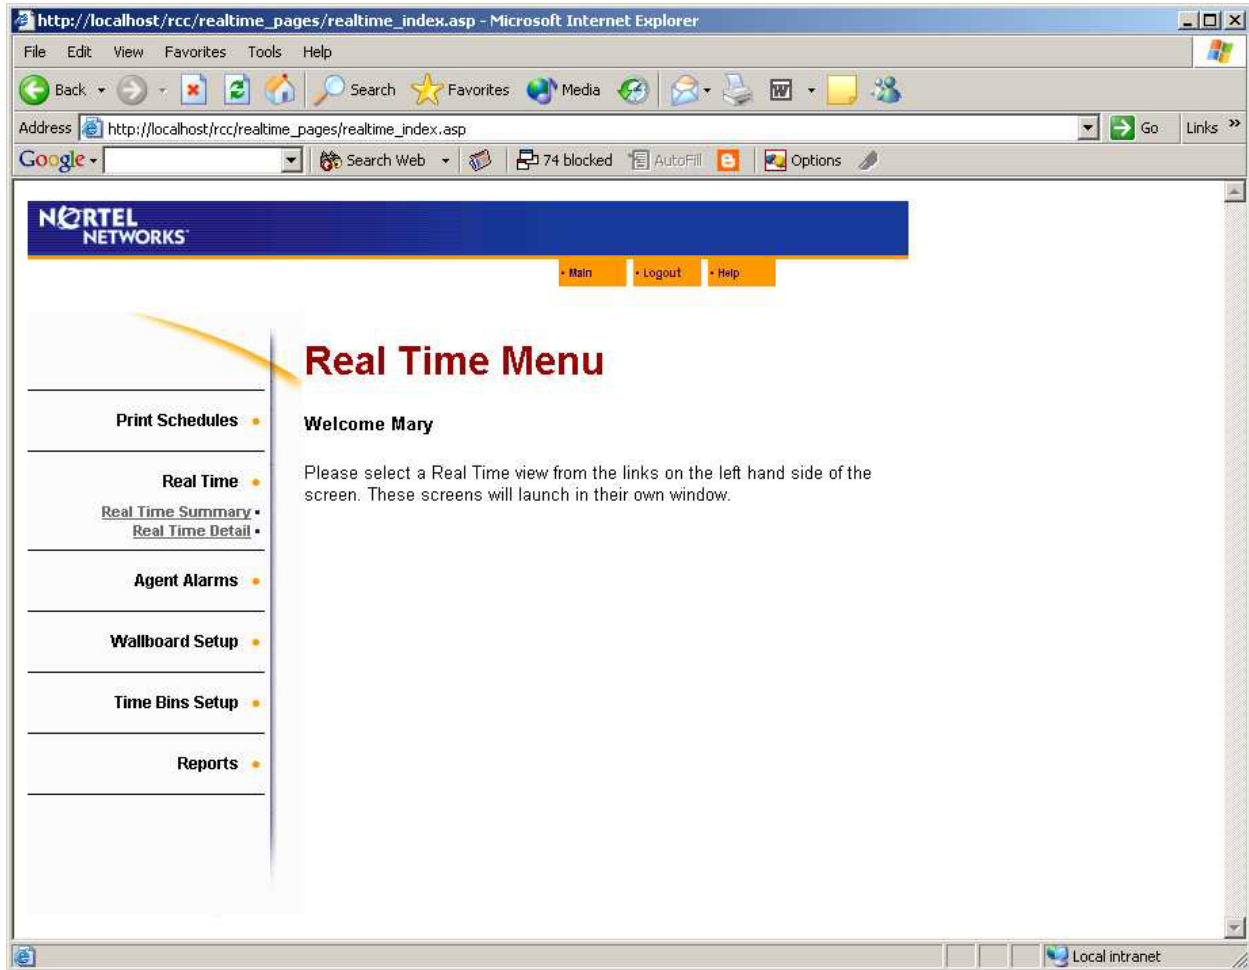 http://localhost/rcc/realtime_pages/realtime_index.asp - Microsoft Internet Explorer
File Edit View Favorites Tools Help
Back Search Favorites Media
Address http://localhost/rcc/realtime_pages/realtime_index.asp Go Links »
Google Search Web 74 blocked AutoFill Options
NORTEL
NETWORKS
• Main • Logout • Help
Real Time Menu
Print Schedules •
Welcome Mary
Real Time •
Please select a Real Time view from the links on the left hand side of the
screen. These screens will launch in their own window.
Real Time Summary •
Real Time Detail •
Agent Alarms •
Wallboard Setup •
Time Bins Setup •
Reports •
Local intranet